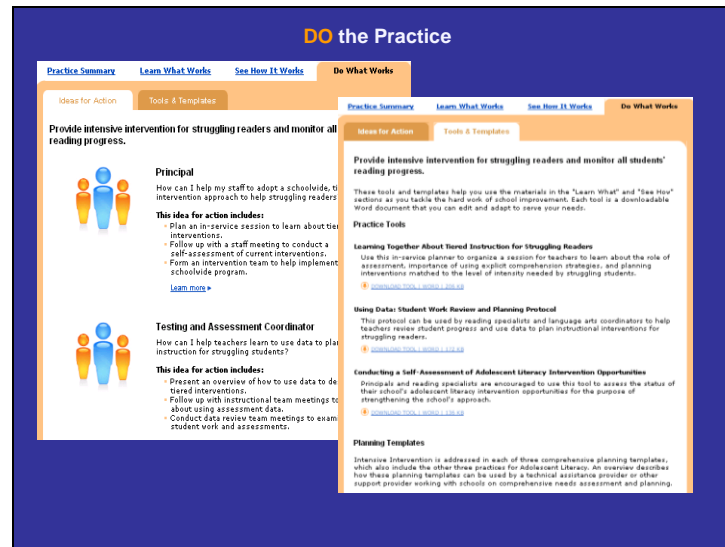 DO the Practice
Practice Summary Learn What Works See How It Works Do What Works
Ideas for Action Tools & Templates
Provide intensive intervention for struggling readers and monitor all
reading progress.
Principal
How can I help my staff to adopt a schoolwide,
intervention approach to help struggling readers
This idea for action includes:
Plan an in-service session to learn about
interventions.
Follow up with a staff meeting to conduct a
self-assessment of current interventions.
Form an intervention team to help implement
schoolwide program.
Learn more
Testing and Assessment Coordinator
How can I help teachers learn to use data to
instruction for struggling students?
This idea for action includes:
Present an overview of how to use data to
tiered interventions.
Follow up with instructional team meetings
about using assessment data.
Conduct data review team meetings to
student work and assessments.
Practice Summary Learn What Works See How It Works Do What Works
Ideas for Action Tools & Templates
Provide intensive intervention for struggling readers and monitor all students'
reading progress.
These tools and templates help you use the materials in the "Learn What" and "See How"
sections as you tackle the hard work of school improvement. Each tool is a downloadable
Word document that you can edit and adapt to serve your needs.
Practice Tools
Learning Together About Tiered Instruction for Struggling Readers
Use this in-service planner to organize a session for teachers to learn about the role of
assessment, importance of using explicit comprehension strategies, and planning
interventions matched to the level of intensity needed by struggling students.
DOWNLOAD TOOL | WORD |
Using Data: Student Work Review and Planning Protocol
This protocol can be used by reading specialists and language arts coordinators to help
teachers review student progress and use data to plan instructional interventions for
struggling readers.
DOWNLOAD TOOL | WORD |
Conducting a Self-Assessment of Adolescent Literacy Intervention Opportunities
Principals and reading specialists are encouraged to use this tool to assess the status of
their school's adolescent literacy intervention opportunities for the purpose of
strengthening the school's approach.
DOWNLOAD TOOL | WORD |
Planning Templates
Intensive Intervention is addressed in each of three comprehensive planning templates,
which also include the other three practices for Adolescent Literacy. An overview describes
how these planning templates can be used by a technical assistance provider or other
support provider working with schools on comprehensive needs assessment and planning.